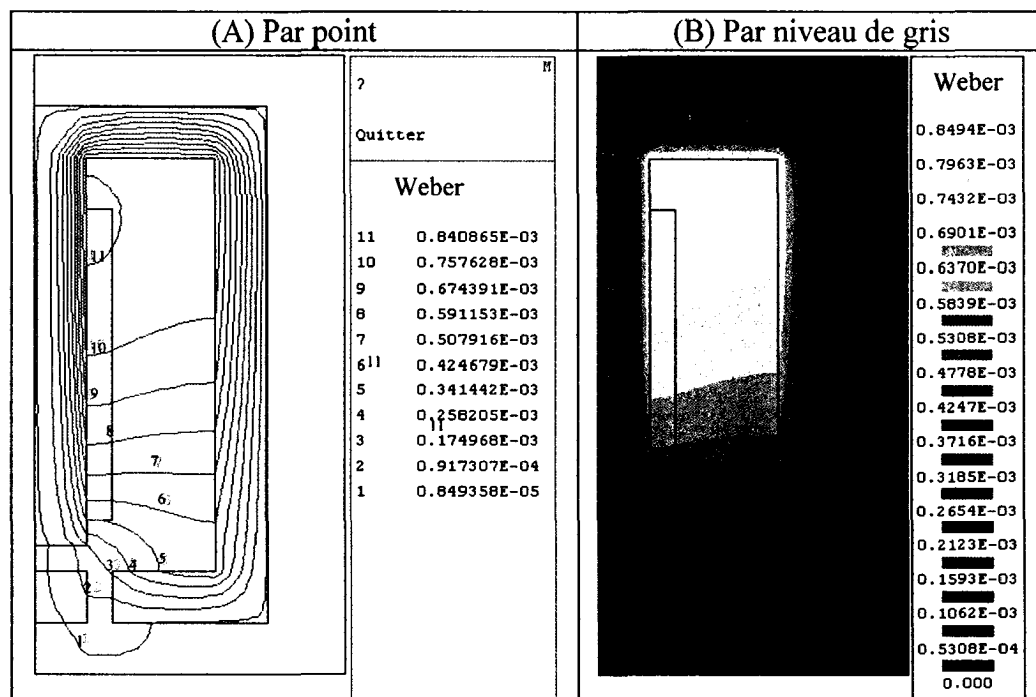 (A) Par point
(B) Par niveau de gris
M
?
Quitter
Weber
11 0.840865E-03
10 0.757628E-03
9 0.674391E-03
8 0.591153E-03
7 0.507916E-03
6 11 0.424679E-03
5 0.341442E-03
4 0.258205E-03
11
3 0.174968E-03
2 0.917307E-04
1 0.849358E-05
11
10
9
8
7
6
5
4
3
2
1
Weber
0.8494E-03
0.7963E-03
0.7432E-03
0.6901E-03
0.6370E-03
0.5839E-03
0.5308E-03
0.4778E-03
0.4247E-03
0.3716E-03
0.3185E-03
0.2654E-03
0.2123E-03
0.1593E-03
0.1062E-03
0.5308E-04
0.000